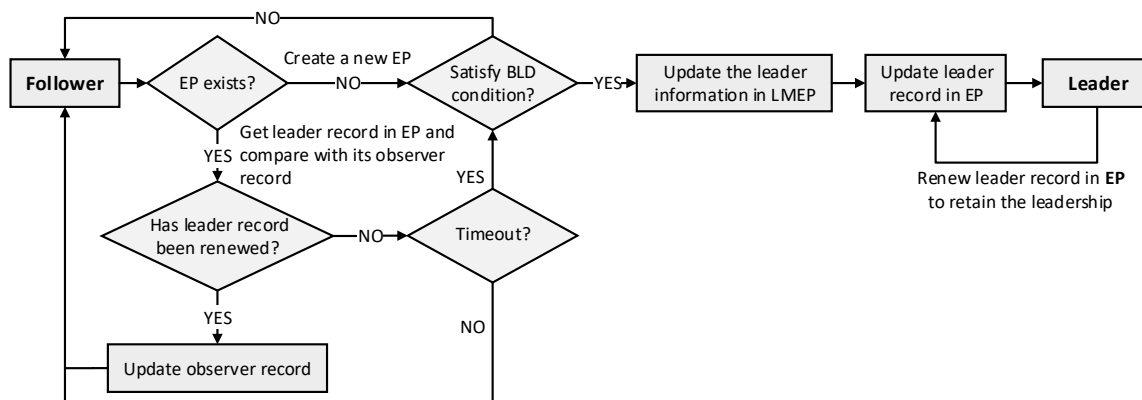 NO
Create a new EP
Follower
EP exists?
NO
Satisfy BLD
condition?
YES
Update the leader
information in LMEP
Update leader
record in EP
Leader
YES
Get leader record in EP and
compare with its observer
record
YES
Renew leader record in EP
to retain the leadership
Has leader record
been renewed?
NO
Timeout?
YES
NO
Update observer record